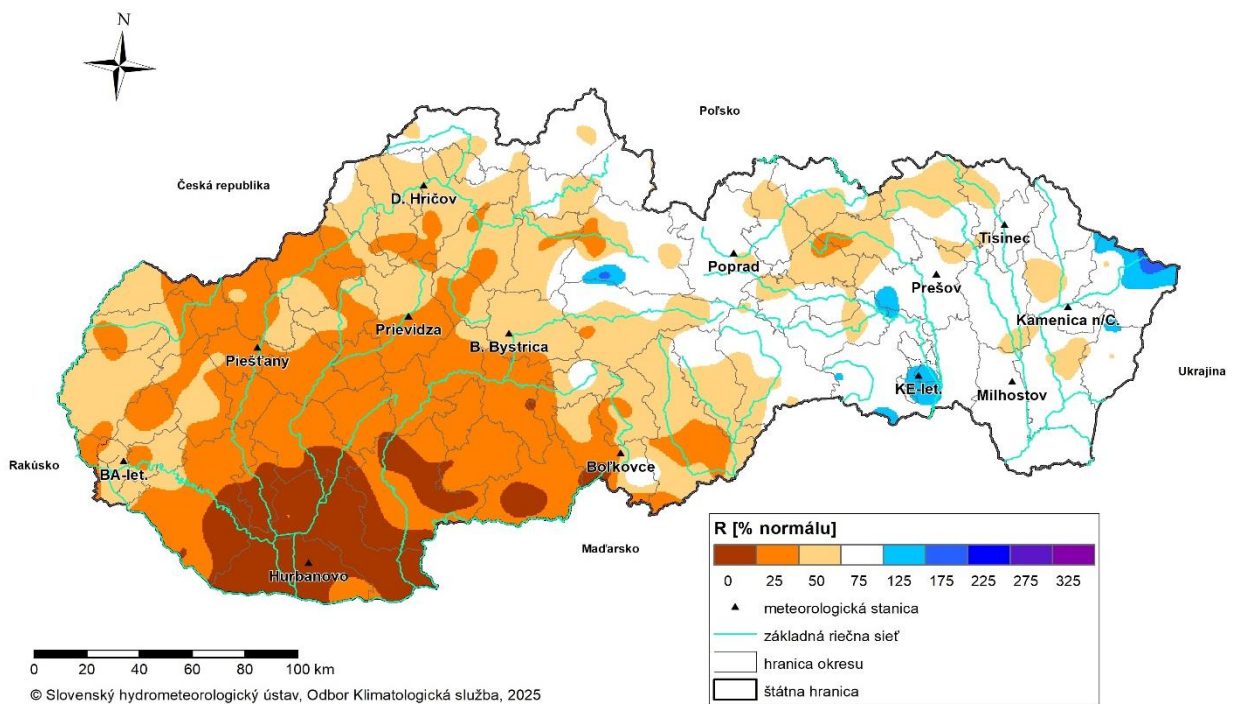 N
Poľsko
Česká republika
D. Hričov
Tisinec
Poprad
Prešov
Kamenica n/C.
Prievidza
B. Bystrica
Piešťany
Ukrajina
KE-let.
Milhostov
Boľkovce
Rakúsko
BA-let.
Maďarsko
Hurbanovo
R [% normálu]
0 25 50 75 125 175 225 275 325
meteorologická stanica
základná riečna sieť
hranica okresu
štátna hranica
0 20 40 60 80 100 km
© Slovenský hydrometeorologický ústav, Odbor Klimatologická služba, 2025